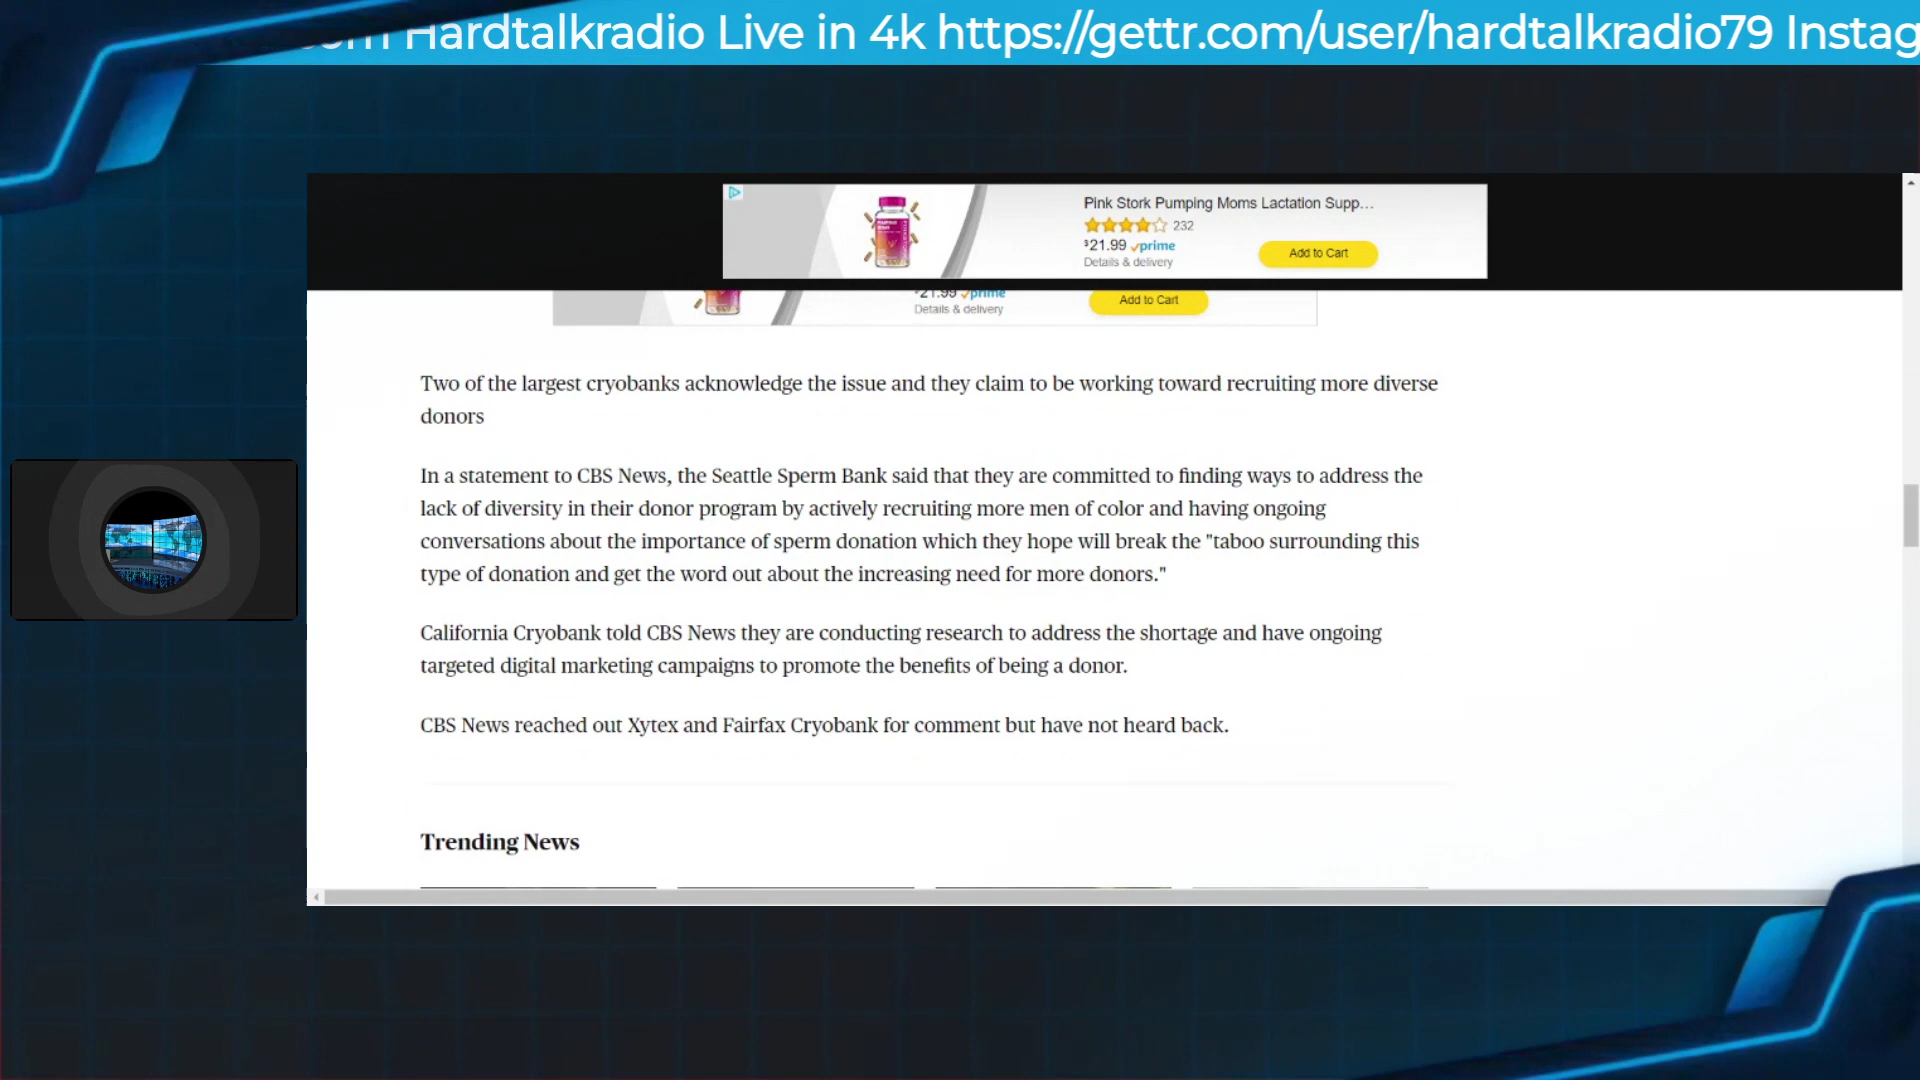 Hardtalkradio Live in 4k https://gettr.com/user/hardtalkradio79 Instag
Pink Stork Pumping Moms Lactation Supp...
232
$21.99 prime
Add to Cart
Details & delivery
$21.99 prime
Add to Cart
Details & delivery
Two of the largest cryobanks acknowledge the issue and they claim to be working toward recruiting more diverse
donors
In a statement to CBS News, the Seattle Sperm Bank said that they are committed to finding ways to address the
lack of diversity in their donor program by actively recruiting more men of color and having ongoing
conversations about the importance of sperm donation which they hope will break the "taboo surrounding this
type of donation and get the word out about the increasing need for more donors."
California Cryobank told CBS News they are conducting research to address the shortage and have ongoing
targeted digital marketing campaigns to promote the benefits of being a donor.
CBS News reached out Xytex and Fairfax Cryobank for comment but have not heard back.
Trending News